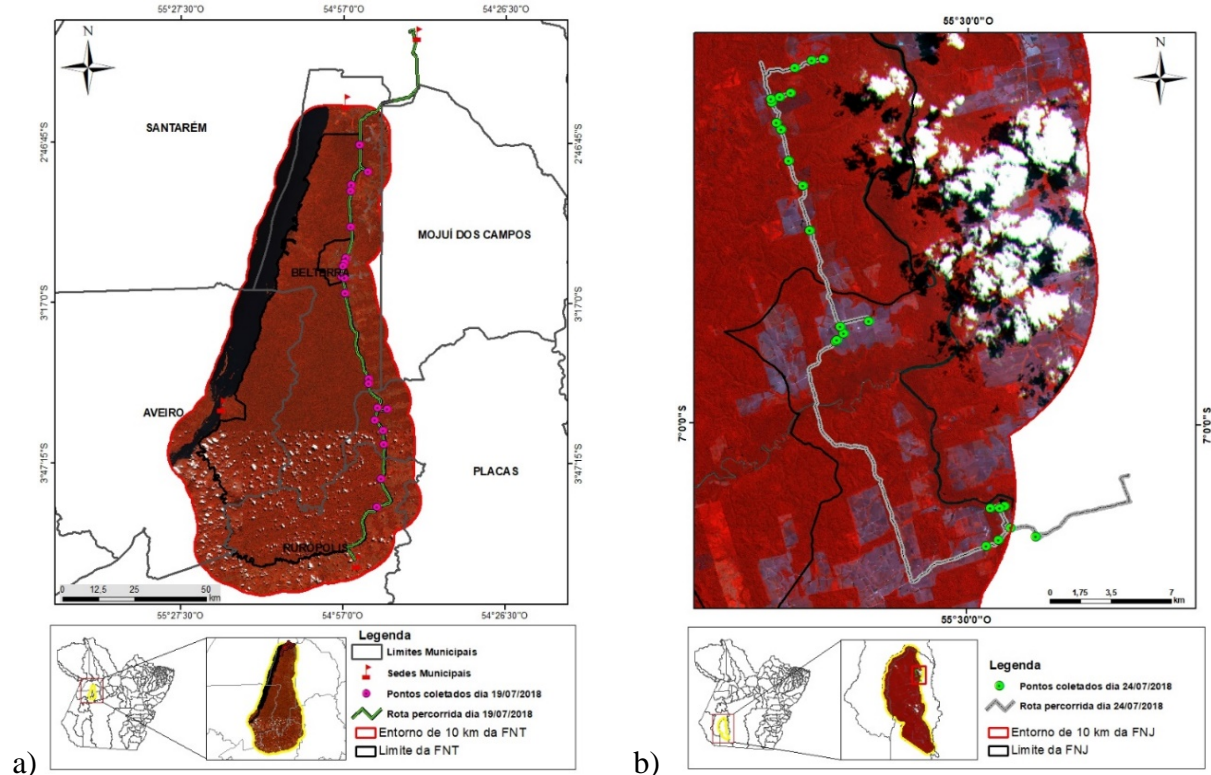 55°27'30"O 54°57'0"O 54°26'30"O
N
SANTARÉM
2°46'45"S 2°46'45"S
MOJUÍ DOS CAMPOS
BELTERRA
3°17'0"S 3°17'0"S
AVEIRO
3°47'15"S 3°47'15"S
PLACAS
RURÓPOLIS
0 12,5 25 50
km
55°27'30"O 54°57'0"O 54°26'30"O
Legenda
Limites Municipais
Sedes Municipais
Pontos coletados dia 19/07/2018
Rota percorrida dia 19/07/2018
Entorno de 10 km da FNT
Limite da FNT
a)
55°30'0"O
N
7°0'0"S 7°0'0"S
0 1,75 3,5 7
km
55°30'0"O
Legenda
Pontos coletados dia 24/07/2018
Rota percorrida dia 24/07/2018
Entorno de 10 km da FNJ
Limite da FNJ
b)